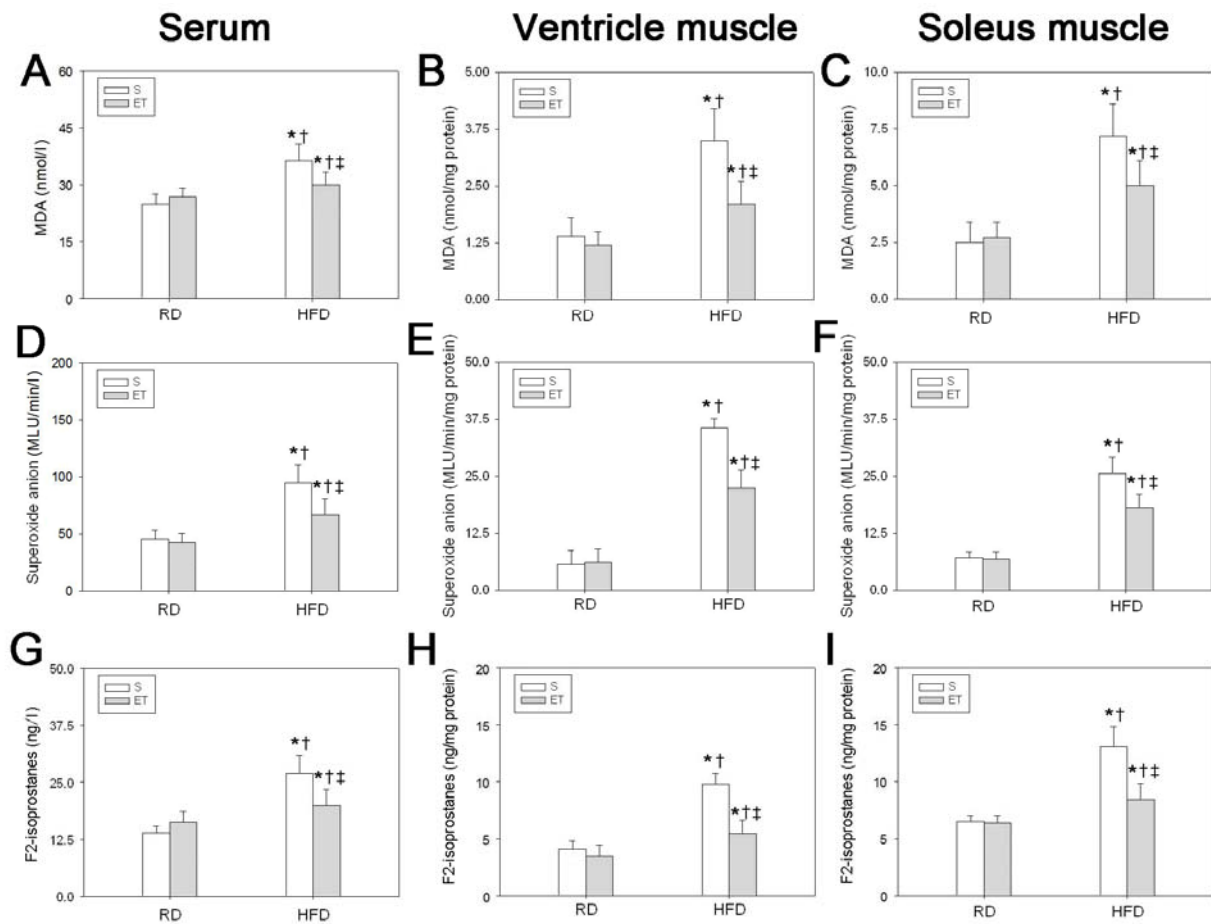 Serum
Ventricle muscle
Soleus muscle
A
MDA (nmol/l)
60
45
30
15
0
S
ET
*†
*†‡
RD
HFD
B
MDA (nmol/mg protein)
5.00
3.75
2.50
1.25
0.00
S
ET
*†
*†‡
RD
HFD
C
MDA (nmol/mg protein)
10.0
7.5
5.0
2.5
0.0
S
ET
*†
*†‡
RD
HFD
D
Superoxide anion (MLU/min/l)
200
150
100
50
0
S
ET
*†
*†‡
RD
HFD
E
Superoxide anion (MLU/min/mg protein)
50.0
37.5
25.0
12.5
0.0
S
ET
*†
*†‡
RD
HFD
F
Superoxide anion (MLU/min/mg protein)
50.0
37.5
25.0
12.5
0.0
S
ET
*†
*†‡
RD
HFD
G
F2-isoprostanes (ng/l)
50.0
37.5
25.0
12.5
0.0
S
ET
*†
*†‡
RD
HFD
H
F2-isoprostanes (ng/mg protein)
20
15
10
5
0
S
ET
*†
*†‡
RD
HFD
I
F2-isoprostanes (ng/mg protein)
20
15
10
5
0
S
ET
*†
*†‡
RD
HFD